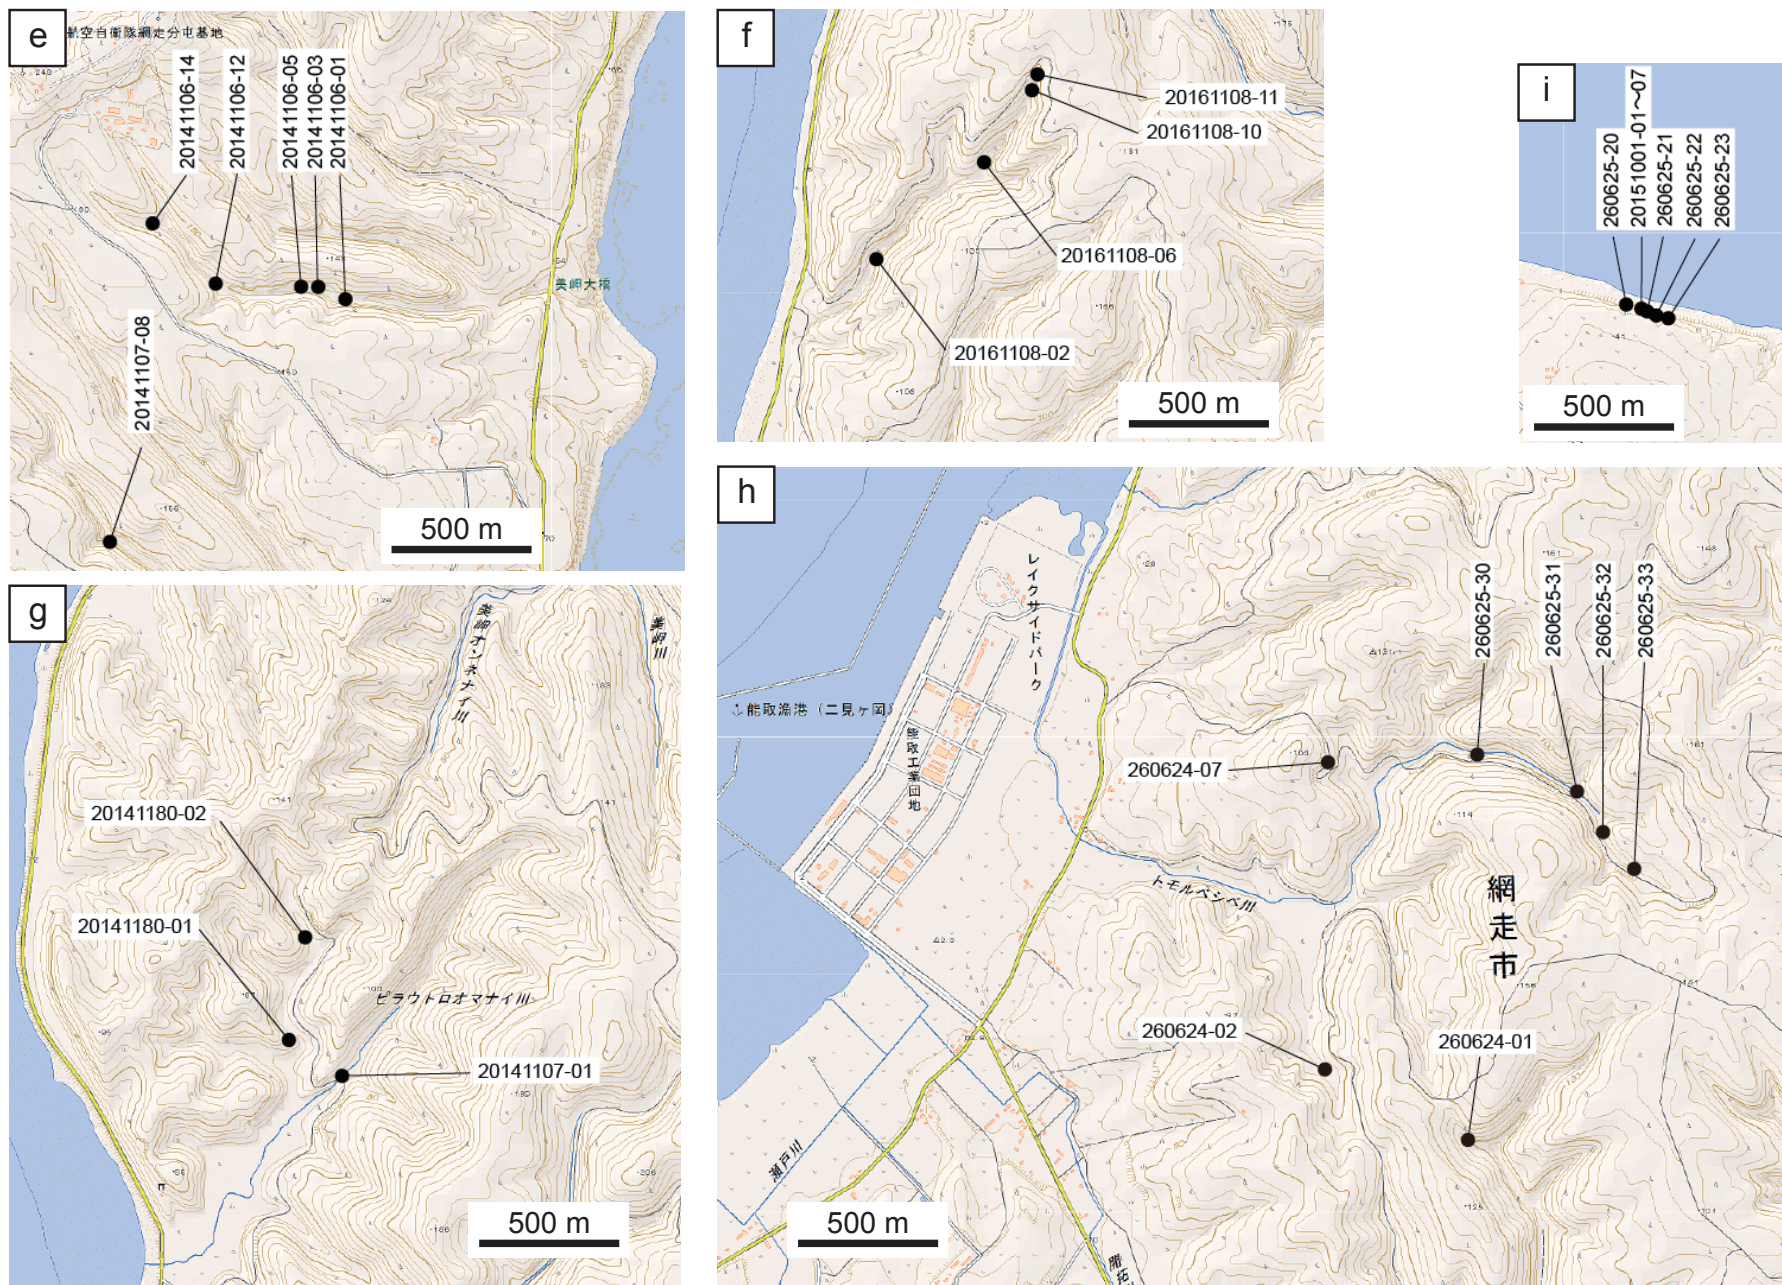 e
航空自衛隊網走分屯基地
20141106-14
20141106-12
20141106-05
20141106-03
20141106-01
美岬大橋
20141107-08
500 m
f
20161108-11
20161108-10
20161108-06
20161108-02
500 m
i
260625-20
20151001-01〜07
260625-21
260625-22
260625-23
500 m
g
美岬オンネナイ川
美岬川
20141180-02
20141180-01
ピラウトロオマナイ川
20141107-01
500 m
h
レイクサイドパーク
能取漁港（二見ヶ岡）
能取工業団地
260625-30
260625-31
260625-32
260625-33
260624-07
トモルベシベ川
網走市
260624-02
260624-01
瀬戸川
500 m